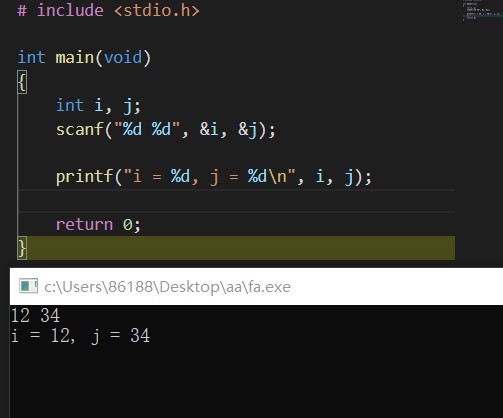 # include <stdio.h>
int main(void)
{
    int i, j;
    scanf("%d %d", &i, &j);
    printf("i = %d, j = %d\n", i, j);
    return 0;
}
c:\Users\86188\Desktop\aa\fa.exe
12 34
i = 12, j = 34